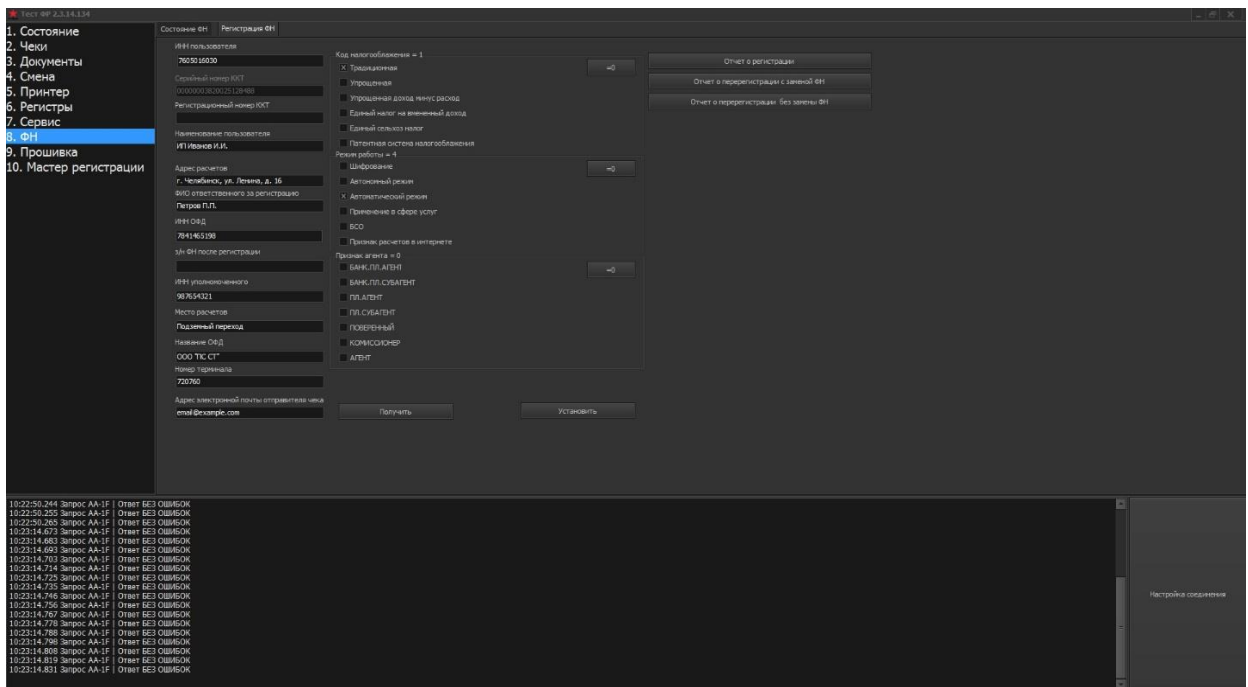 Тест ФР 2.3.14.134
1. Состояние
2. Чеки
3. Документы
4. Смена
5. Принтер
6. Регистры
7. Сервис
8. ФН
9. Прошивка
10. Мастер регистрации
Состояние ФН
Регистрация ФН
ИНН пользователя
7605016030
Серийный номер ККТ
00000003820025128488
Регистрационный номер ККТ
Наименование пользователя
ИП Иванов И.И.
Адрес расчетов
г. Челябинск, ул. Ленина, д. 16
ФИО ответственного за регистрацию
Петров П.П.
ИНН ОФД
7841465198
з/н ФН после регистрации
ИНН уполномоченного
987654321
Место расчетов
Подземный переход
Название ОФД
ООО "ПС СТ"
Номер терминала
720760
Адрес электронной почты отправителя чека
email@example.com
Код налогообложения = 1
Традиционная
=0
Упрощенная
Упрощенная доход минус расход
Единый налог на вмененный доход
Единый сельхоз налог
Патентная система налогообложения
Режим работы = 4
Шифрование
=0
Автономный режим
Автоматический режим
Применение в сфере услуг
БСО
Признак расчетов в интернете
Признак агента = 0
БАНК.ПЛ.АГЕНТ
=0
БАНК.ПЛ.СУБАГЕНТ
ПЛ.АГЕНТ
ПЛ.СУБАГЕНТ
ПОВЕРЕННЫЙ
КОМИССИОНЕР
АГЕНТ
Получить
Установить
Отчет о регистрации
Отчет о перерегистрации с заменой ФН
Отчет о перерегистрации без замены ФН
10:22:50.244 Запрос AA-1F | Ответ БЕЗ ОШИБОК
10:22:50.255 Запрос AA-1F | Ответ БЕЗ ОШИБОК
10:22:50.265 Запрос AA-1F | Ответ БЕЗ ОШИБОК
10:23:14.673 Запрос AA-1F | Ответ БЕЗ ОШИБОК
10:23:14.683 Запрос AA-1F | Ответ БЕЗ ОШИБОК
10:23:14.693 Запрос AA-1F | Ответ БЕЗ ОШИБОК
10:23:14.703 Запрос AA-1F | Ответ БЕЗ ОШИБОК
10:23:14.714 Запрос AA-1F | Ответ БЕЗ ОШИБОК
10:23:14.725 Запрос AA-1F | Ответ БЕЗ ОШИБОК
10:23:14.735 Запрос AA-1F | Ответ БЕЗ ОШИБОК
10:23:14.746 Запрос AA-1F | Ответ БЕЗ ОШИБОК
10:23:14.756 Запрос AA-1F | Ответ БЕЗ ОШИБОК
10:23:14.767 Запрос AA-1F | Ответ БЕЗ ОШИБОК
10:23:14.778 Запрос AA-1F | Ответ БЕЗ ОШИБОК
10:23:14.788 Запрос AA-1F | Ответ БЕЗ ОШИБОК
10:23:14.798 Запрос AA-1F | Ответ БЕЗ ОШИБОК
10:23:14.808 Запрос AA-1F | Ответ БЕЗ ОШИБОК
10:23:14.819 Запрос AA-1F | Ответ БЕЗ ОШИБОК
10:23:14.831 Запрос AA-1F | Ответ БЕЗ ОШИБОК
Настройка соединения